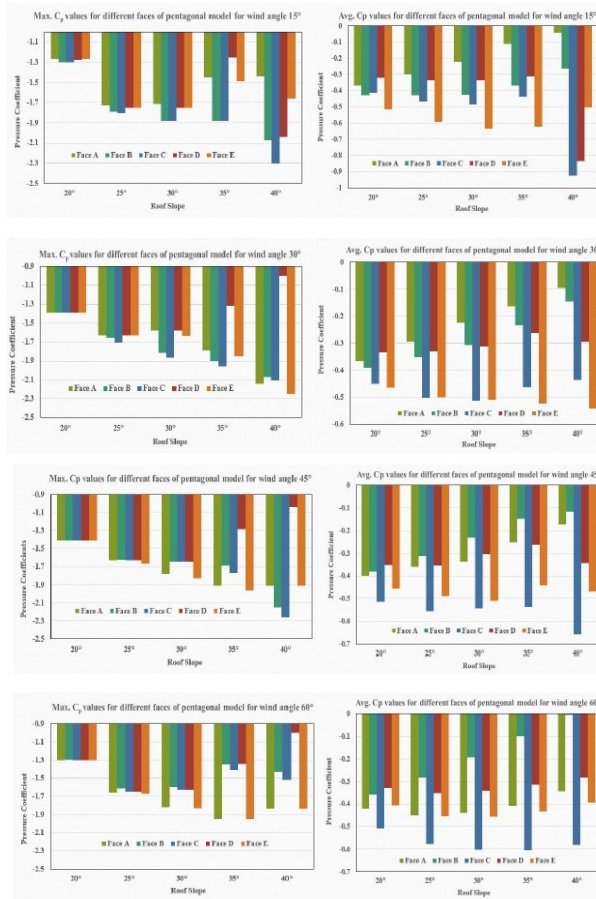 Max. Cp values for different faces of pentagonal model for wind angle 15°
-1.1
-1.3
-1.5
-1.7
-1.9
-2.1
-2.3
-2.5
Pressure Coefficient
Face A Face B Face C Face D Face E
20° 25° 30° 35° 40°
Roof Slope
Avg. Cp values for different faces of pentagonal model for wind angle 15°
0
-0.1
-0.2
-0.3
-0.4
-0.5
-0.6
-0.7
-0.8
-0.9
-1
Pressure Coefficient
Face A Face B Face C Face D Face E
20° 25° 30° 35° 40°
Roof Slope
Max. Cp values for different faces of pentagonal model for wind angle 30°
-0.9
-1.1
-1.3
-1.5
-1.7
-1.9
-2.1
-2.3
-2.5
Pressure Coefficient
Face A Face B Face C Face D Face E
20° 25° 30° 35° 40°
Roof Slope
Avg. Cp values for different faces of pentagonal model for wind angle 30
0
-0.1
-0.2
-0.3
-0.4
-0.5
-0.6
Pressure Coefficient
Face A Face B Face C Face D Face E
20° 25° 30° 35° 40°
Roof Slope
Max. Cp values for different faces of pentagonal model for wind angle 45°
-0.9
-1.1
-1.3
-1.5
-1.7
-1.9
-2.1
-2.3
-2.5
Pressure Coefficients
Face A Face B Face C Face D Face E
20° 25° 30° 35° 40°
Roof Slope
Avg. Cp values for different faces of pentagonal model for wind angle 45
0
-0.1
-0.2
-0.3
-0.4
-0.5
-0.6
-0.7
Pressure Coefficient
Face A Face B Face C Face D Face E
20° 25° 30° 35° 40°
Roof Slope
Max. Cp values for different faces of pentagonal model for wind angle 60°
-0.9
-1.1
-1.3
-1.5
-1.7
-1.9
-2.1
-2.3
-2.5
Pressure Coefficient
Face A Face B Face C Face D Face E
20° 25° 30° 35° 40°
Roof Slope
Avg. Cp values for different faces of pentagonal model for wind angle 60
0
-0.1
-0.2
-0.3
-0.4
-0.5
-0.6
-0.7
Pressure Coefficient
Face A Face B Face C Face D Face E
20° 25° 30° 35° 40°
Roof Slope